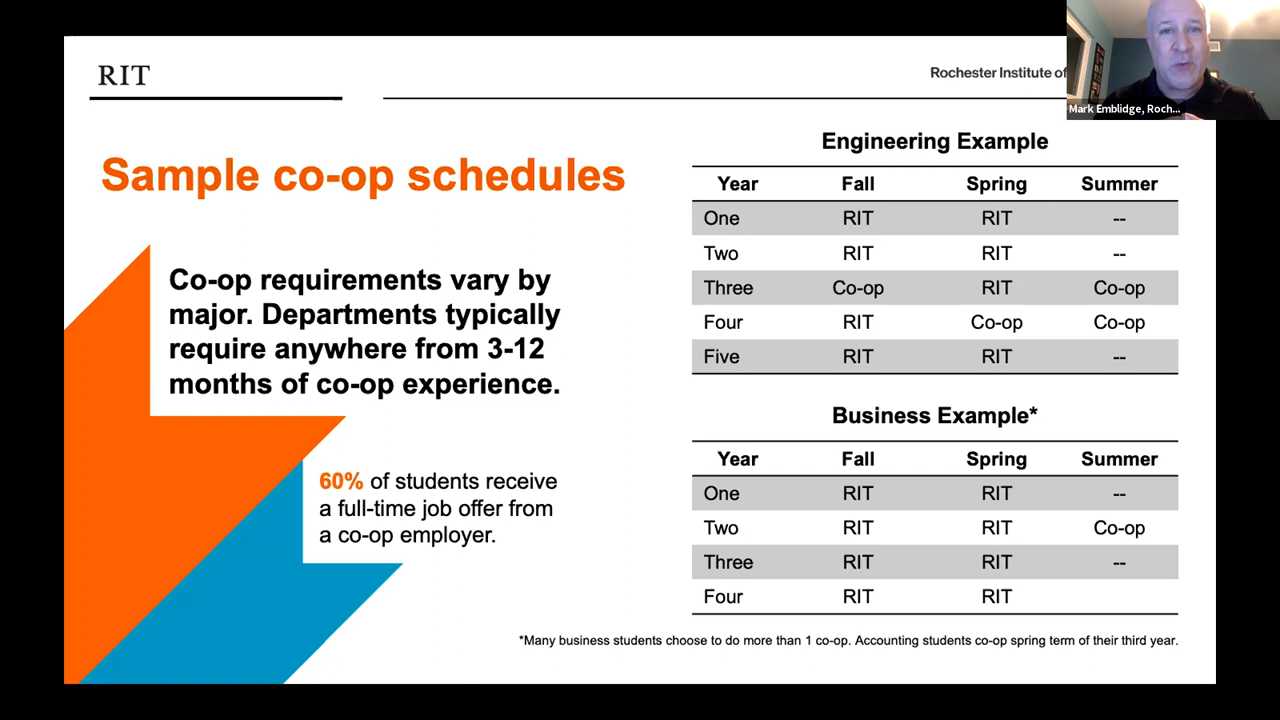 RIT
Rochester Institute of
Mark Emblidge, Roch...
Sample co-op schedules
Co-op requirements vary by
major. Departments typically
require anywhere from 3-12
months of co-op experience.
60% of students receive
a full-time job offer from
a co-op employer.
Engineering Example
Year Fall Spring Summer
One RIT RIT --
Two RIT RIT --
Three Co-op RIT Co-op
Four RIT Co-op Co-op
Five RIT RIT --
Business Example*
Year Fall Spring Summer
One RIT RIT --
Two RIT RIT Co-op
Three RIT RIT --
Four RIT RIT
*Many business students choose to do more than 1 co-op. Accounting students co-op spring term of their third year.